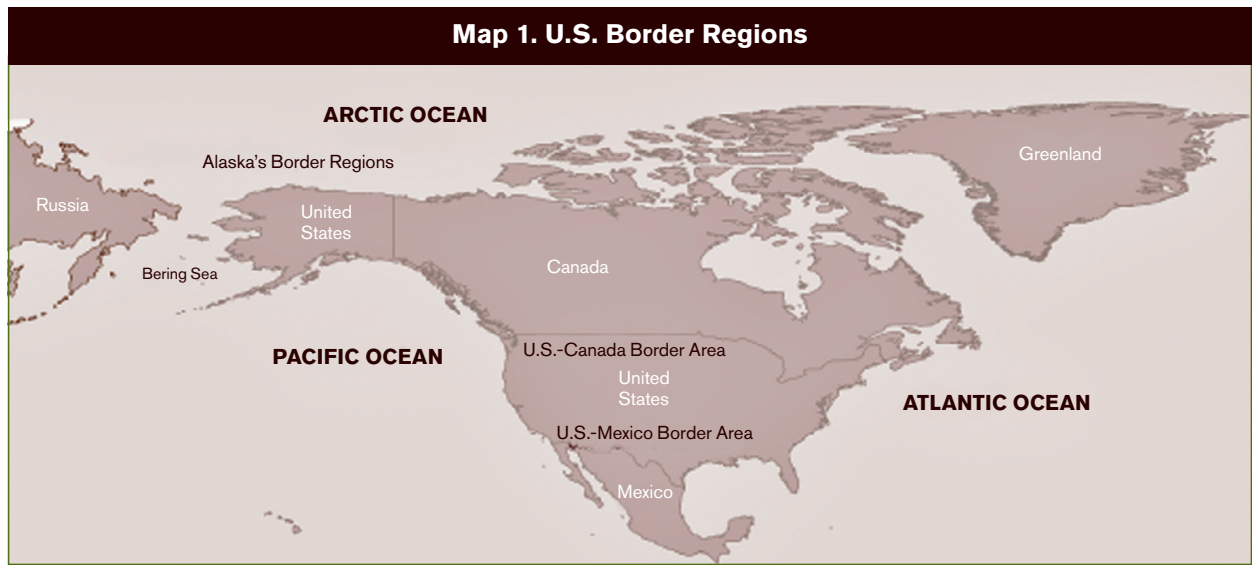 Map 1. U.S. Border Regions
ARCTIC OCEAN
Alaska's Border Regions
Greenland
Russia
United
States
Bering Sea
Canada
PACIFIC OCEAN
U.S.-Canada Border Area
United
States
ATLANTIC OCEAN
U.S.-Mexico Border Area
Mexico